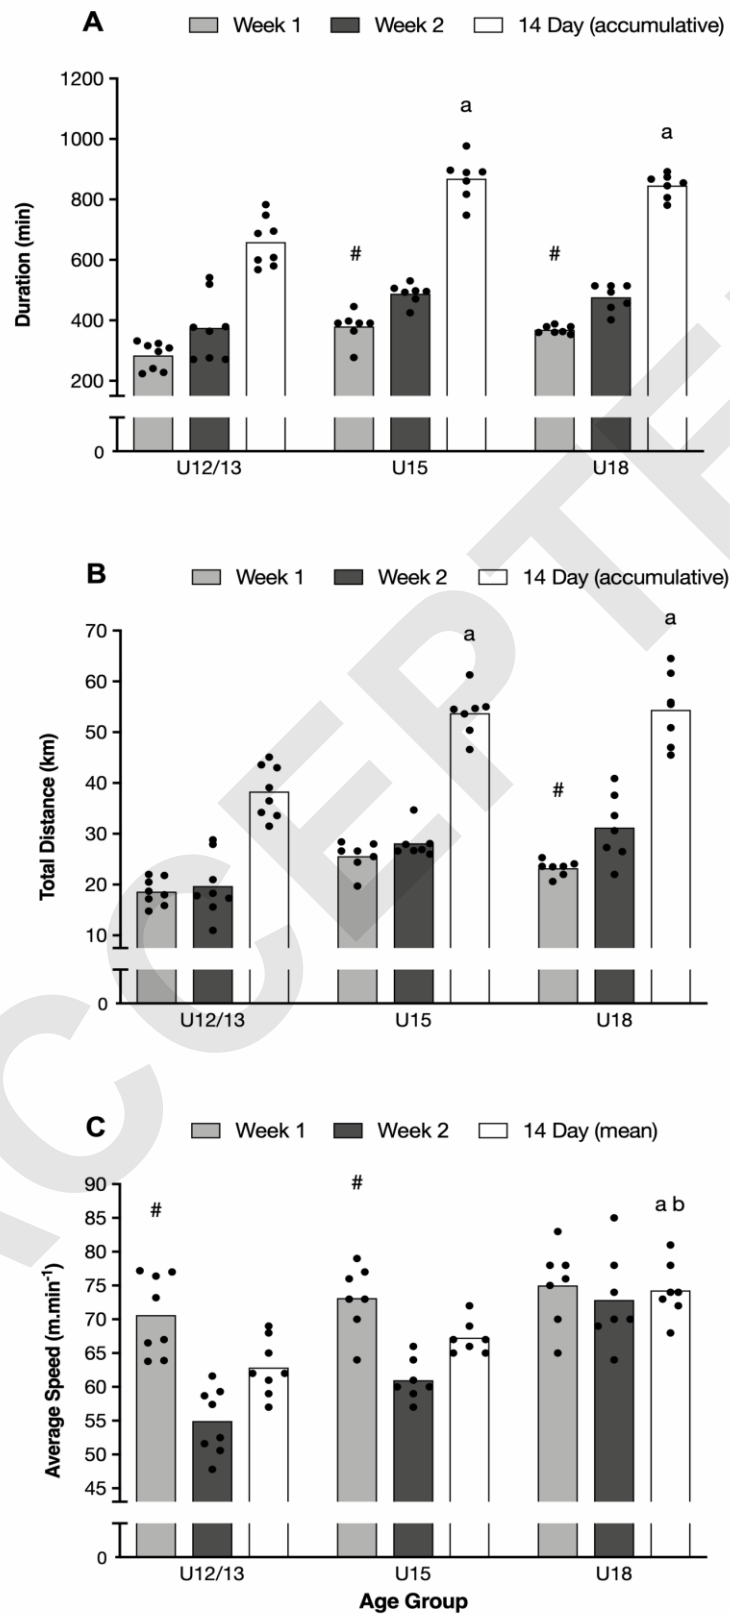 A
Week 1 Week 2 14 Day (accumulative)
1200
a
1000
a
800
Duration (min)
600
# #
400
200
0
U12/13 U15 U18
B
Week 1 Week 2 14 Day (accumulative)
70
a a
60
50
Total Distance (km)
40
#
30
20
10
0
U12/13 U15 U18
C
Week 1 Week 2 14 Day (mean)
90
# #
a b
85
80
75
70
Average Speed (m.min-1)
65
60
55
50
45
0
U12/13 U15 U18
Age Group
ACCEPTE